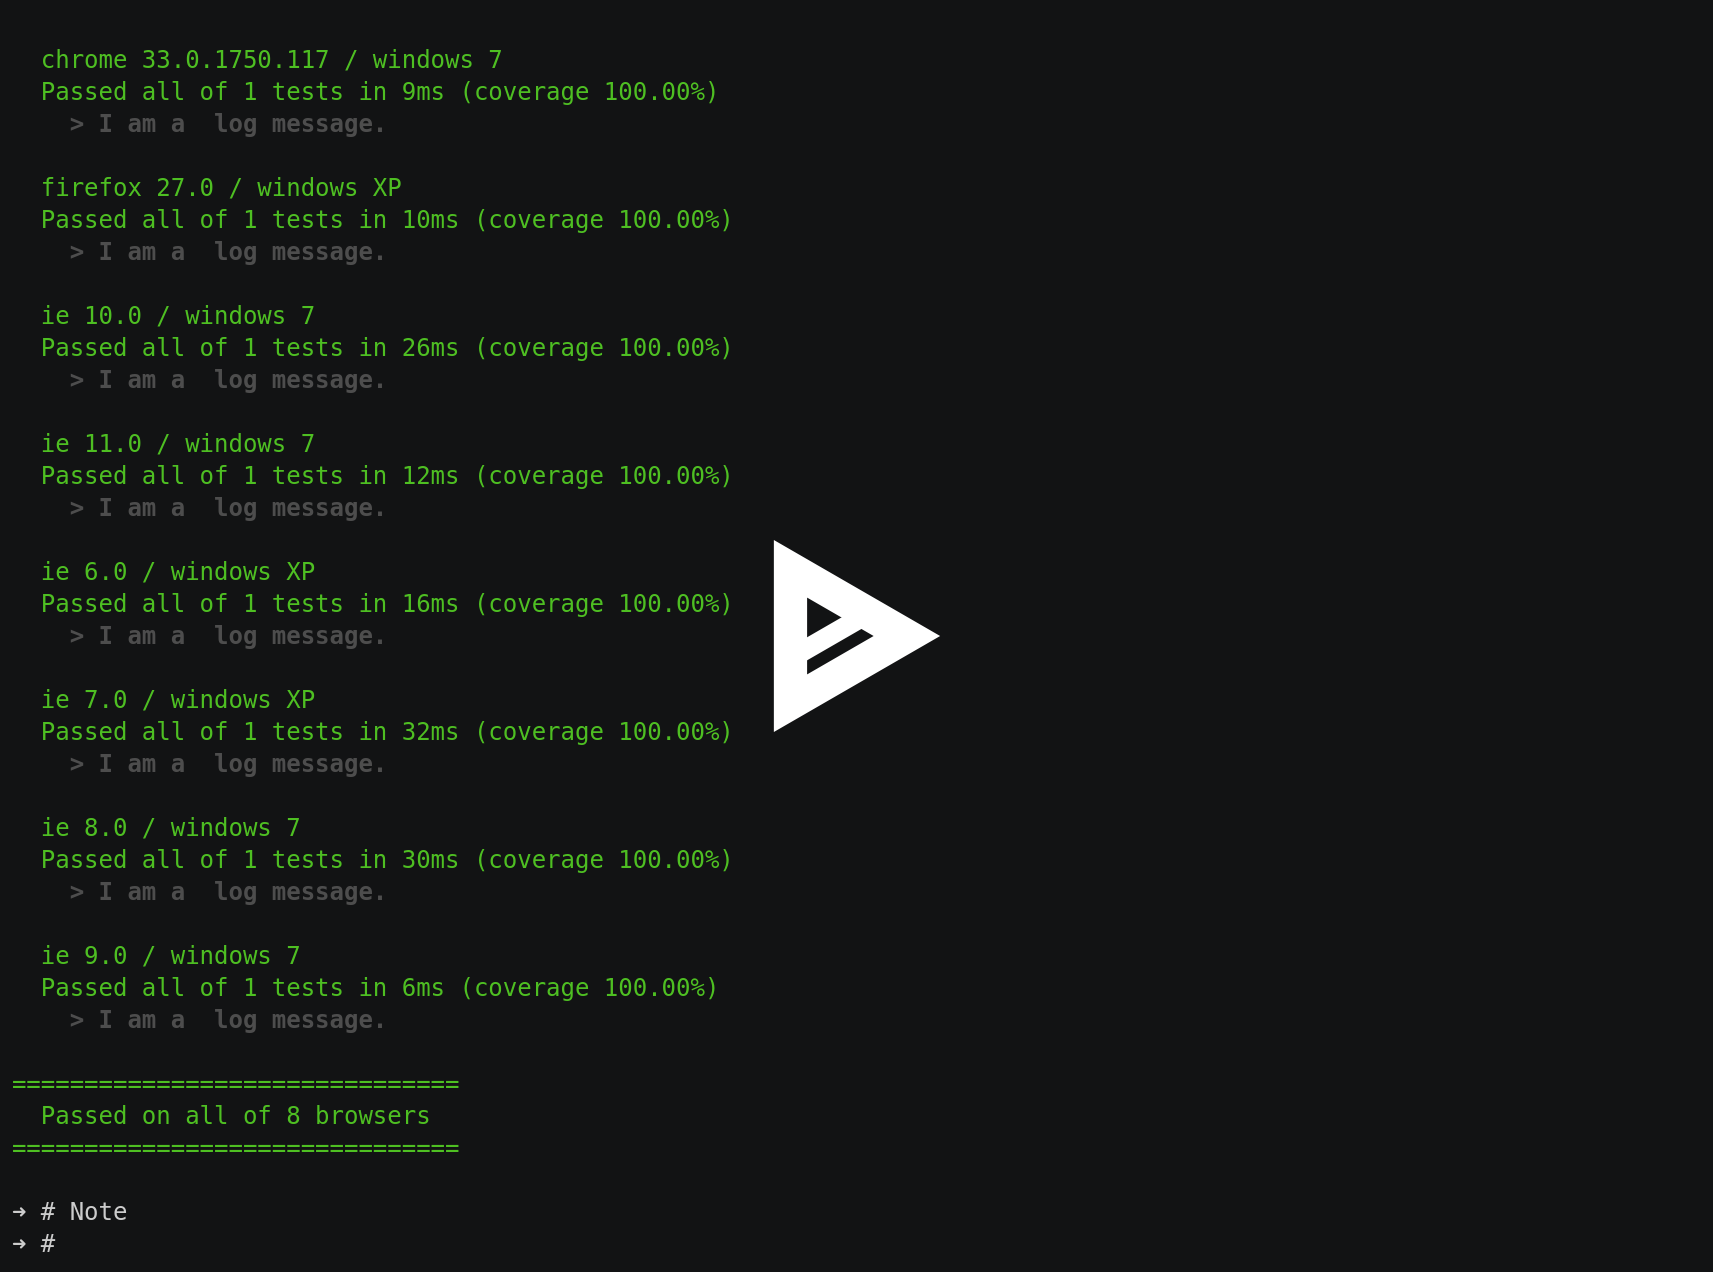 chrome 33.0.1750.117 / windows 7
Passed all of 1 tests in 9ms (coverage 100.00%)
> I am a  log message.
firefox 27.0 / windows XP
Passed all of 1 tests in 10ms (coverage 100.00%)
> I am a  log message.
ie 10.0 / windows 7
Passed all of 1 tests in 26ms (coverage 100.00%)
> I am a  log message.
ie 11.0 / windows 7
Passed all of 1 tests in 12ms (coverage 100.00%)
> I am a  log message.
ie 6.0 / windows XP
Passed all of 1 tests in 16ms (coverage 100.00%)
> I am a  log message.
ie 7.0 / windows XP
Passed all of 1 tests in 32ms (coverage 100.00%)
> I am a  log message.
ie 8.0 / windows 7
Passed all of 1 tests in 30ms (coverage 100.00%)
> I am a  log message.
ie 9.0 / windows 7
Passed all of 1 tests in 6ms (coverage 100.00%)
> I am a  log message.
===============================
Passed on all of 8 browsers
===============================
➜ # Note
➜ #